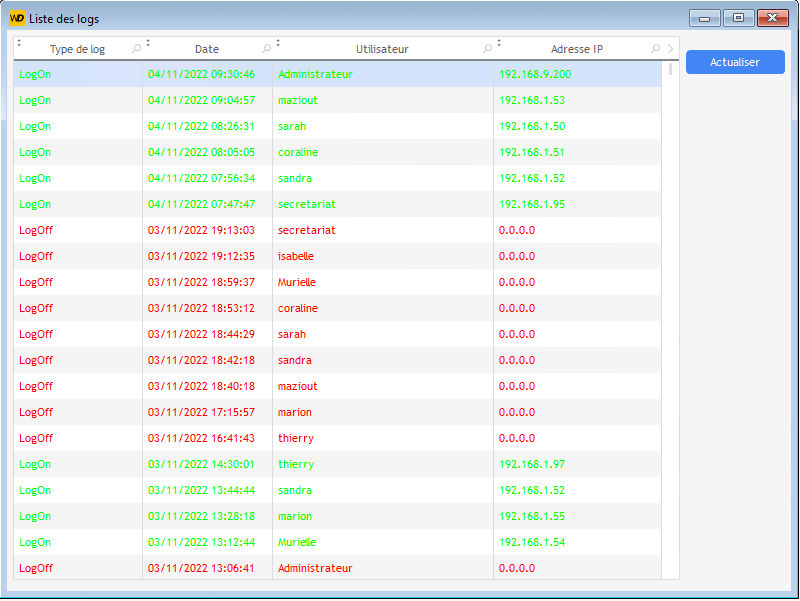 WD Liste des logs
Type de log Date Utilisateur Adresse IP
Actualiser
LogOn 04/11/2022 09:30:46 Administrateur 192.168.9.200
LogOn 04/11/2022 09:04:57 maziout 192.168.1.53
LogOn 04/11/2022 08:26:31 sarah 192.168.1.50
LogOn 04/11/2022 08:05:05 coraline 192.168.1.51
LogOn 04/11/2022 07:56:34 sandra 192.168.1.52
LogOn 04/11/2022 07:47:47 secretariat 192.168.1.95
LogOff 03/11/2022 19:13:03 secretariat 0.0.0.0
LogOff 03/11/2022 19:12:35 isabelle 0.0.0.0
LogOff 03/11/2022 18:59:37 Murielle 0.0.0.0
LogOff 03/11/2022 18:53:12 coraline 0.0.0.0
LogOff 03/11/2022 18:44:29 sarah 0.0.0.0
LogOff 03/11/2022 18:42:18 sandra 0.0.0.0
LogOff 03/11/2022 18:40:18 maziout 0.0.0.0
LogOff 03/11/2022 17:15:57 marion 0.0.0.0
LogOff 03/11/2022 16:41:43 thierry 0.0.0.0
LogOn 03/11/2022 14:30:01 thierry 192.168.1.97
LogOn 03/11/2022 13:44:44 sandra 192.168.1.52
LogOn 03/11/2022 13:28:18 marion 192.168.1.55
LogOn 03/11/2022 13:12:44 Murielle 192.168.1.54
LogOff 03/11/2022 13:06:41 Administrateur 0.0.0.0